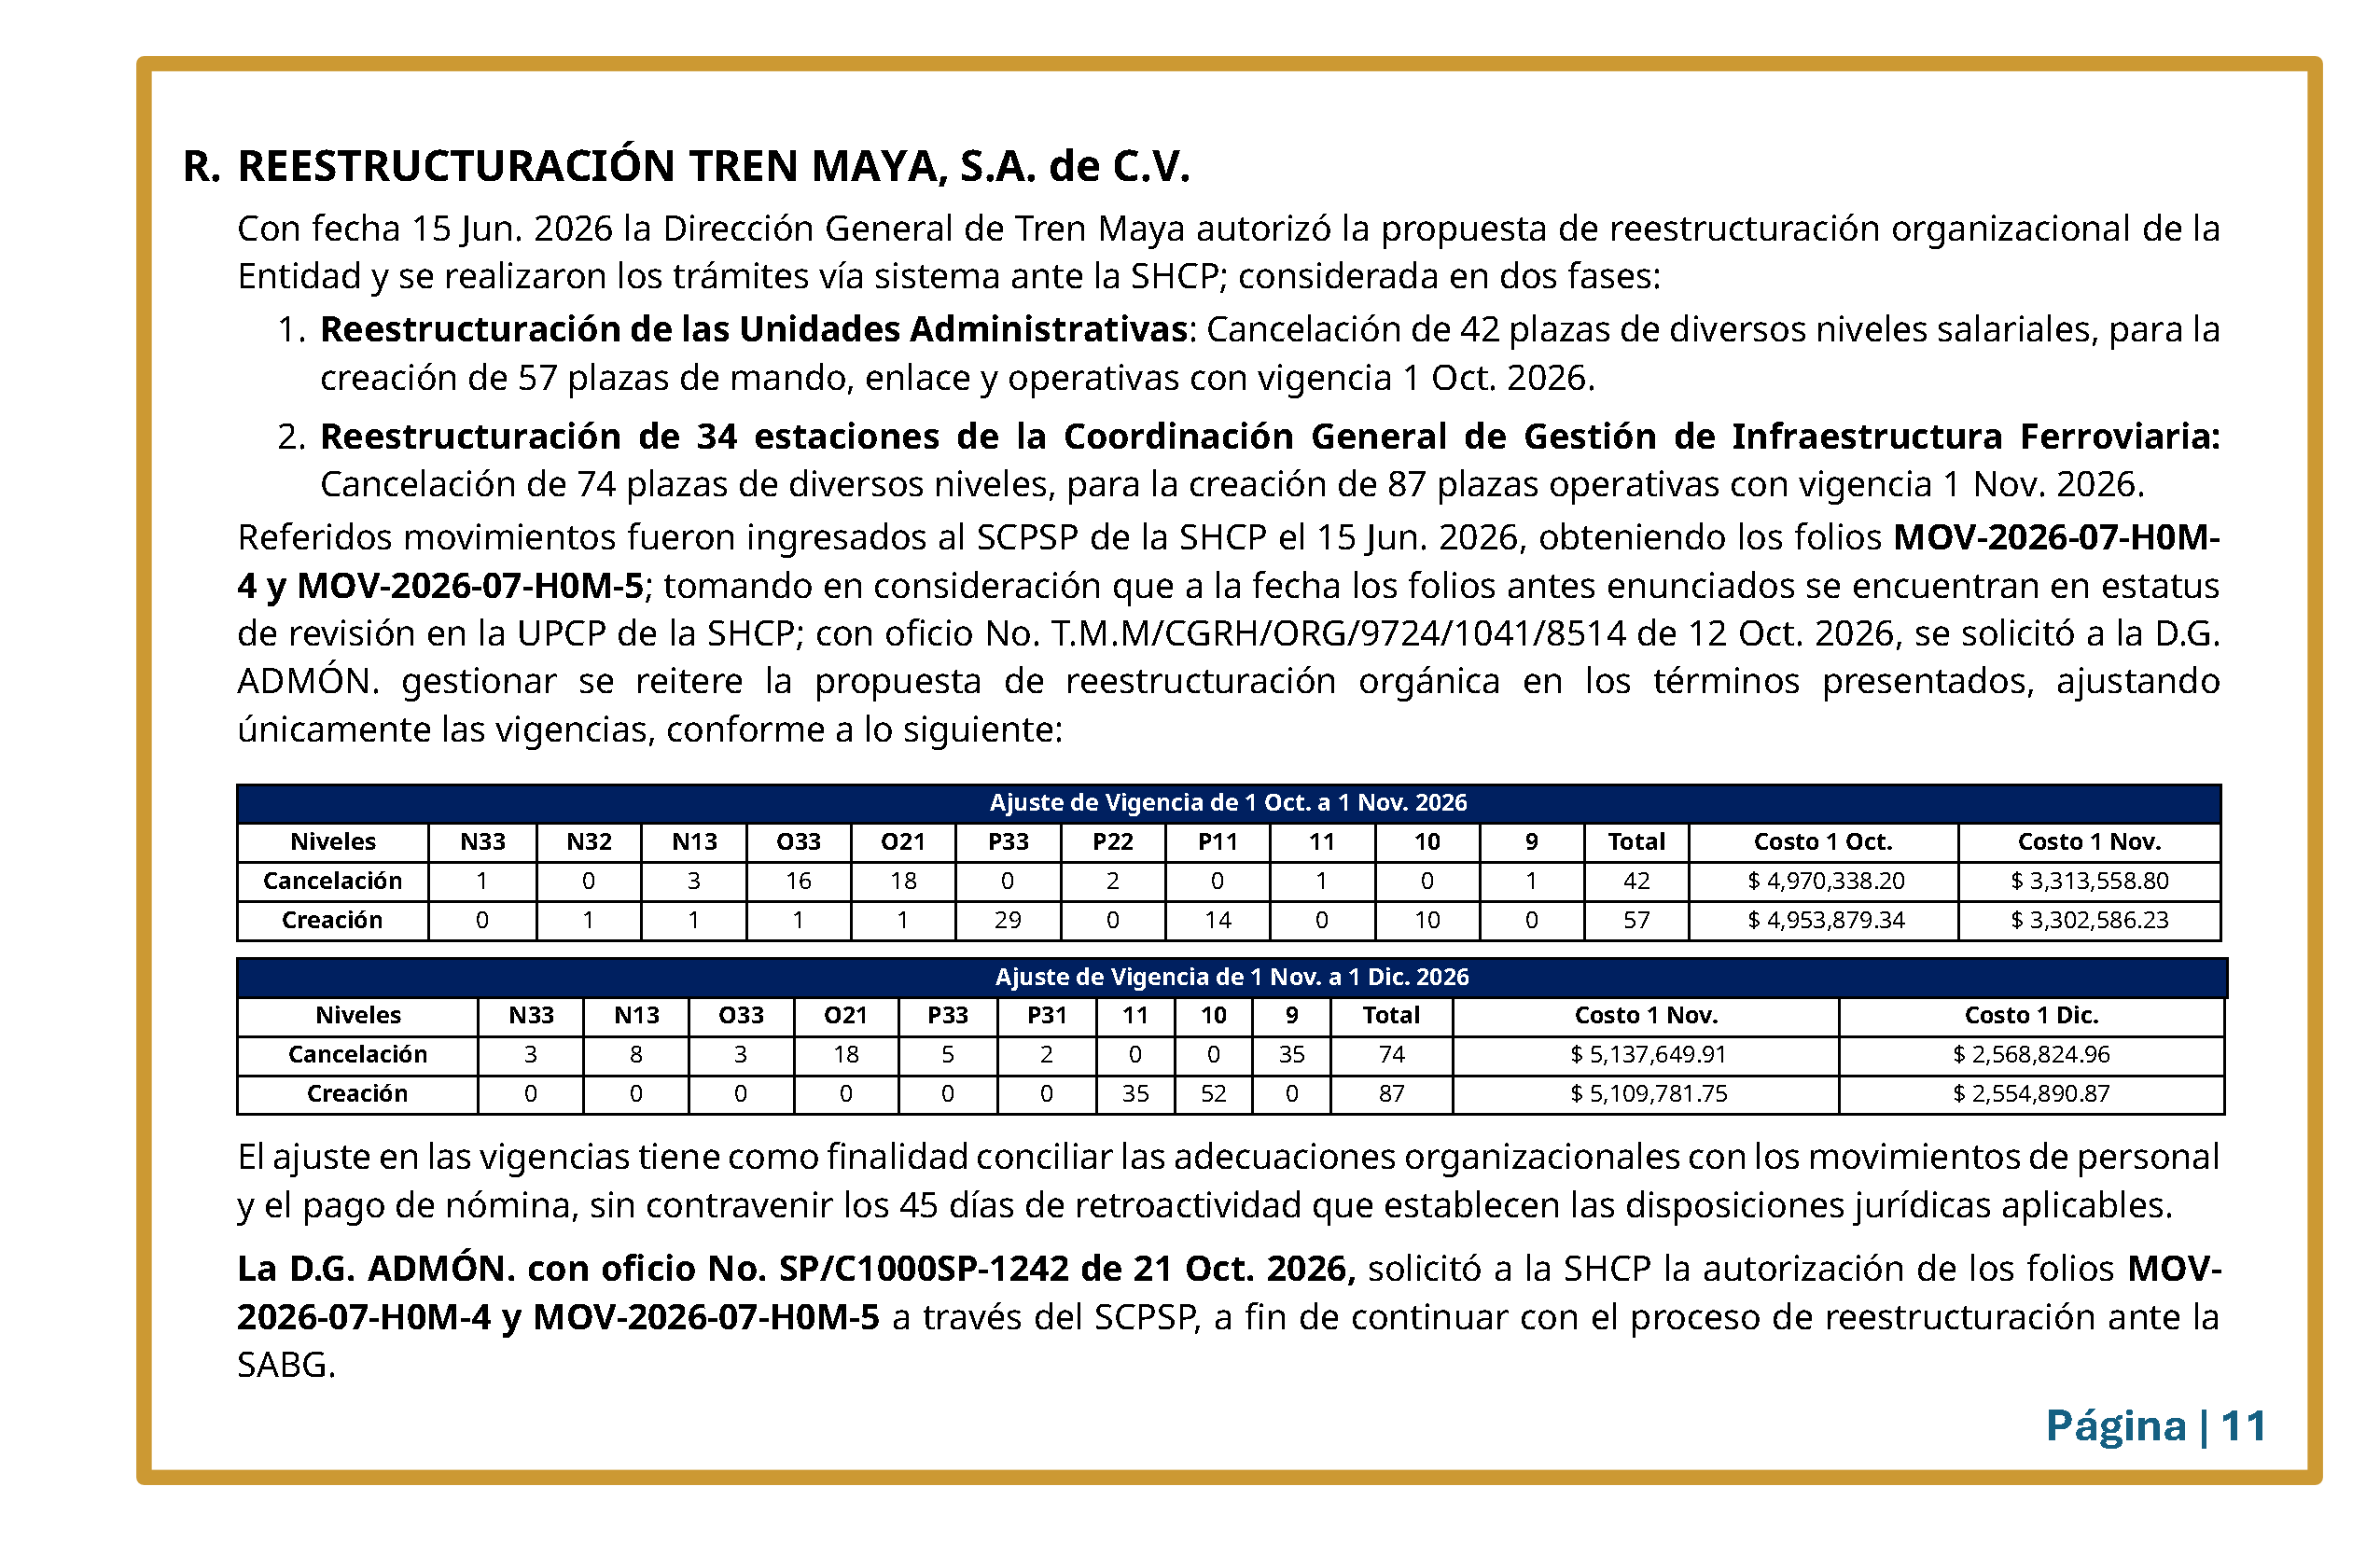 R. REESTRUCTURACIÓN TREN MAYA, S.A. de C.V.
Con fecha 15 Jun. 2026 la Dirección General de Tren Maya autorizó la propuesta de reestructuración organizacional de la
Entidad y se realizaron los trámites vía sistema ante la SHCP; considerada en dos fases:
1. Reestructuración de las Unidades Administrativas: Cancelación de 42 plazas de diversos niveles salariales, para la
creación de 57 plazas de mando, enlace y operativas con vigencia 1 Oct. 2026.
2. Reestructuración de 34 estaciones de la Coordinación General de Gestión de Infraestructura Ferroviaria:
Cancelación de 74 plazas de diversos niveles, para la creación de 87 plazas operativas con vigencia 1 Nov. 2026.
Referidos movimientos fueron ingresados al SCPSP de la SHCP el 15 Jun. 2026, obteniendo los folios MOV-2026-07-H0M-
4 y MOV-2026-07-H0M-5; tomando en consideración que a la fecha los folios antes enunciados se encuentran en estatus
de revisión en la UPCP de la SHCP; con oficio No. T.M.M/CGRH/ORG/9724/1041/8514 de 12 Oct. 2026, se solicitó a la D.G.
ADMÓN. gestionar se reitere la propuesta de reestructuración orgánica en los términos presentados, ajustando
únicamente las vigencias, conforme a lo siguiente:
Ajuste de Vigencia de 1 Oct. a 1 Nov. 2026
Niveles N33 N32 N13 O33 O21 P33 P22 P11 11 10 9 Total Costo 1 Oct. Costo 1 Nov.
Cancelación 1 0 3 16 18 0 2 0 1 0 1 42 $ 4,970,338.20 $ 3,313,558.80
Creación 0 1 1 1 1 29 0 14 0 10 0 57 $ 4,953,879.34 $ 3,302,586.23
Ajuste de Vigencia de 1 Nov. a 1 Dic. 2026
Niveles N33 N13 O33 O21 P33 P31 11 10 9 Total Costo 1 Nov. Costo 1 Dic.
Cancelación 3 8 3 18 5 2 0 0 35 74 $ 5,137,649.91 $ 2,568,824.96
Creación 0 0 0 0 0 0 35 52 0 87 $ 5,109,781.75 $ 2,554,890.87
El ajuste en las vigencias tiene como finalidad conciliar las adecuaciones organizacionales con los movimientos de personal
y el pago de nómina, sin contravenir los 45 días de retroactividad que establecen las disposiciones jurídicas aplicables.
La D.G. ADMÓN. con oficio No. SP/C1000SP-1242 de 21 Oct. 2026, solicitó a la SHCP la autorización de los folios MOV-
2026-07-H0M-4 y MOV-2026-07-H0M-5 a través del SCPSP, a fin de continuar con el proceso de reestructuración ante la
SABG.
Página | 11